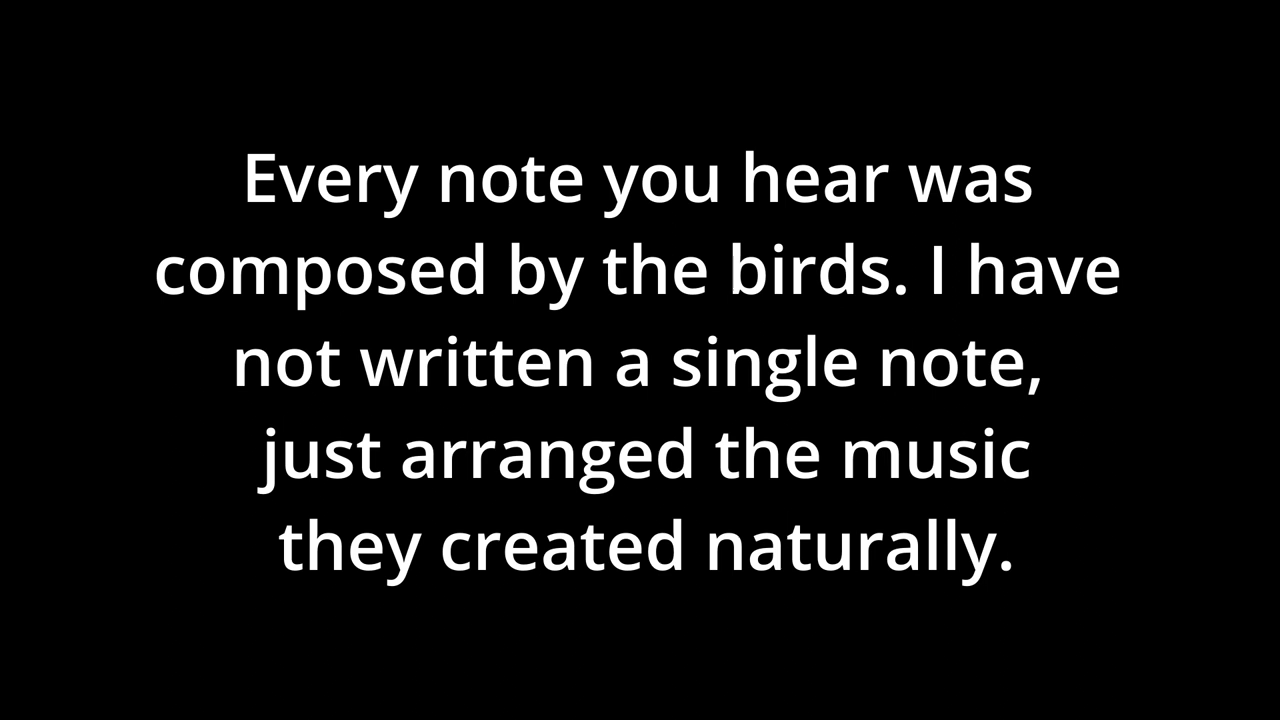 Every note you hear was
composed by the birds. I have
not written a single note,
just arranged the music
they created naturally.